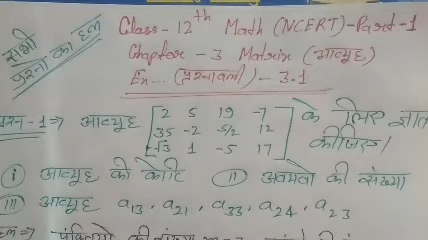 सभी
प्रश्नों का हल
Class - 12th Math (NCERT) - Part - 1
Chapter - 3 Matrix (आव्यूह)
Ex... (प्रश्नावली) - 3.1
प्रश्न - 1 ⇒ आव्यूह [2 5 19 -7
35 -2 -5/2 12
√3 1 -5 17] के लिए ज्ञात
कीजिए।
(i) आव्यूह की कोटि (ii) अवयवों की संख्या
(iii) आव्यूह a13, a21, a33, a24, a23